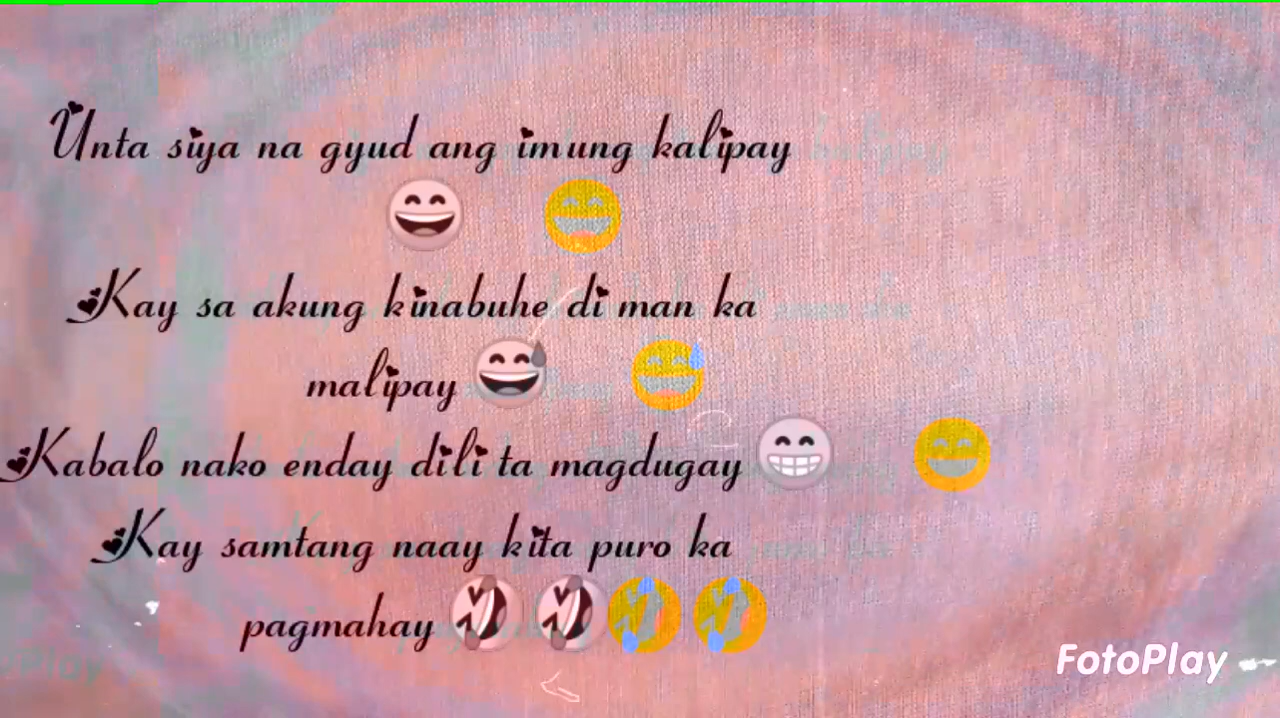 Unta siya na gyud ang imung kalipay
😄 😄
Kay sa akung kinabuhe di man ka
malipay 😅 😅
Kabalo nako enday dili ta magdugay 😁 😄
Kay samtang naay kita puro ka
pagmahay 🤣 🤣 🤣 🤣
FotoPlay